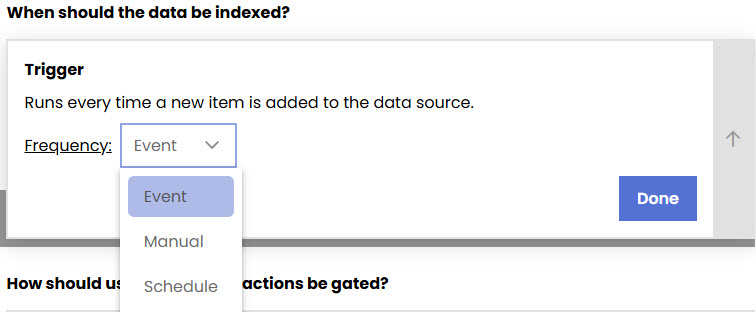 When should the data be indexed?
Trigger
Runs every time a new item is added to the data source.
Frequency: Event
Event
Done
Manual
How should us actions be gated?
Schedule